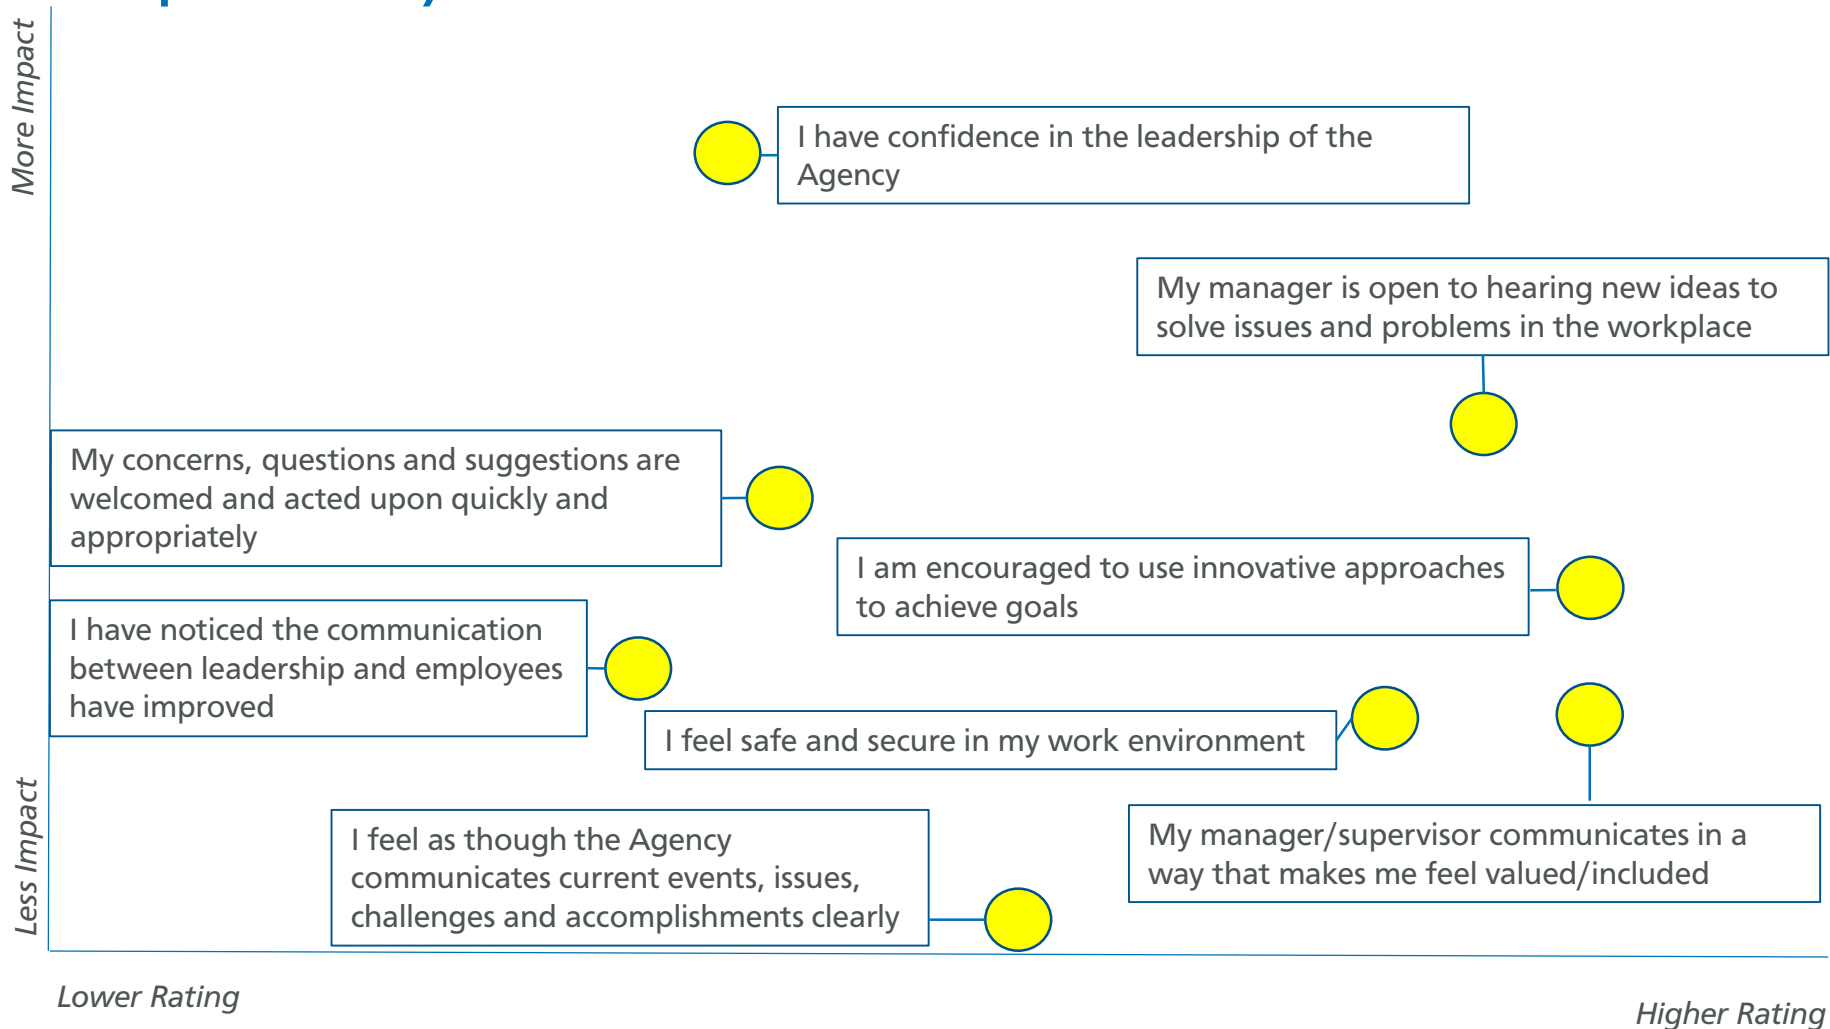 More Impact
I have confidence in the leadership of the
Agency
My manager is open to hearing new ideas to
solve issues and problems in the workplace
My concerns, questions and suggestions are
welcomed and acted upon quickly and
appropriately
I am encouraged to use innovative approaches
to achieve goals
I have noticed the communication
between leadership and employees
have improved
I feel safe and secure in my work environment
Less Impact
I feel as though the Agency
communicates current events, issues,
challenges and accomplishments clearly
My manager/supervisor communicates in a
way that makes me feel valued/included
Lower Rating
Higher Rating